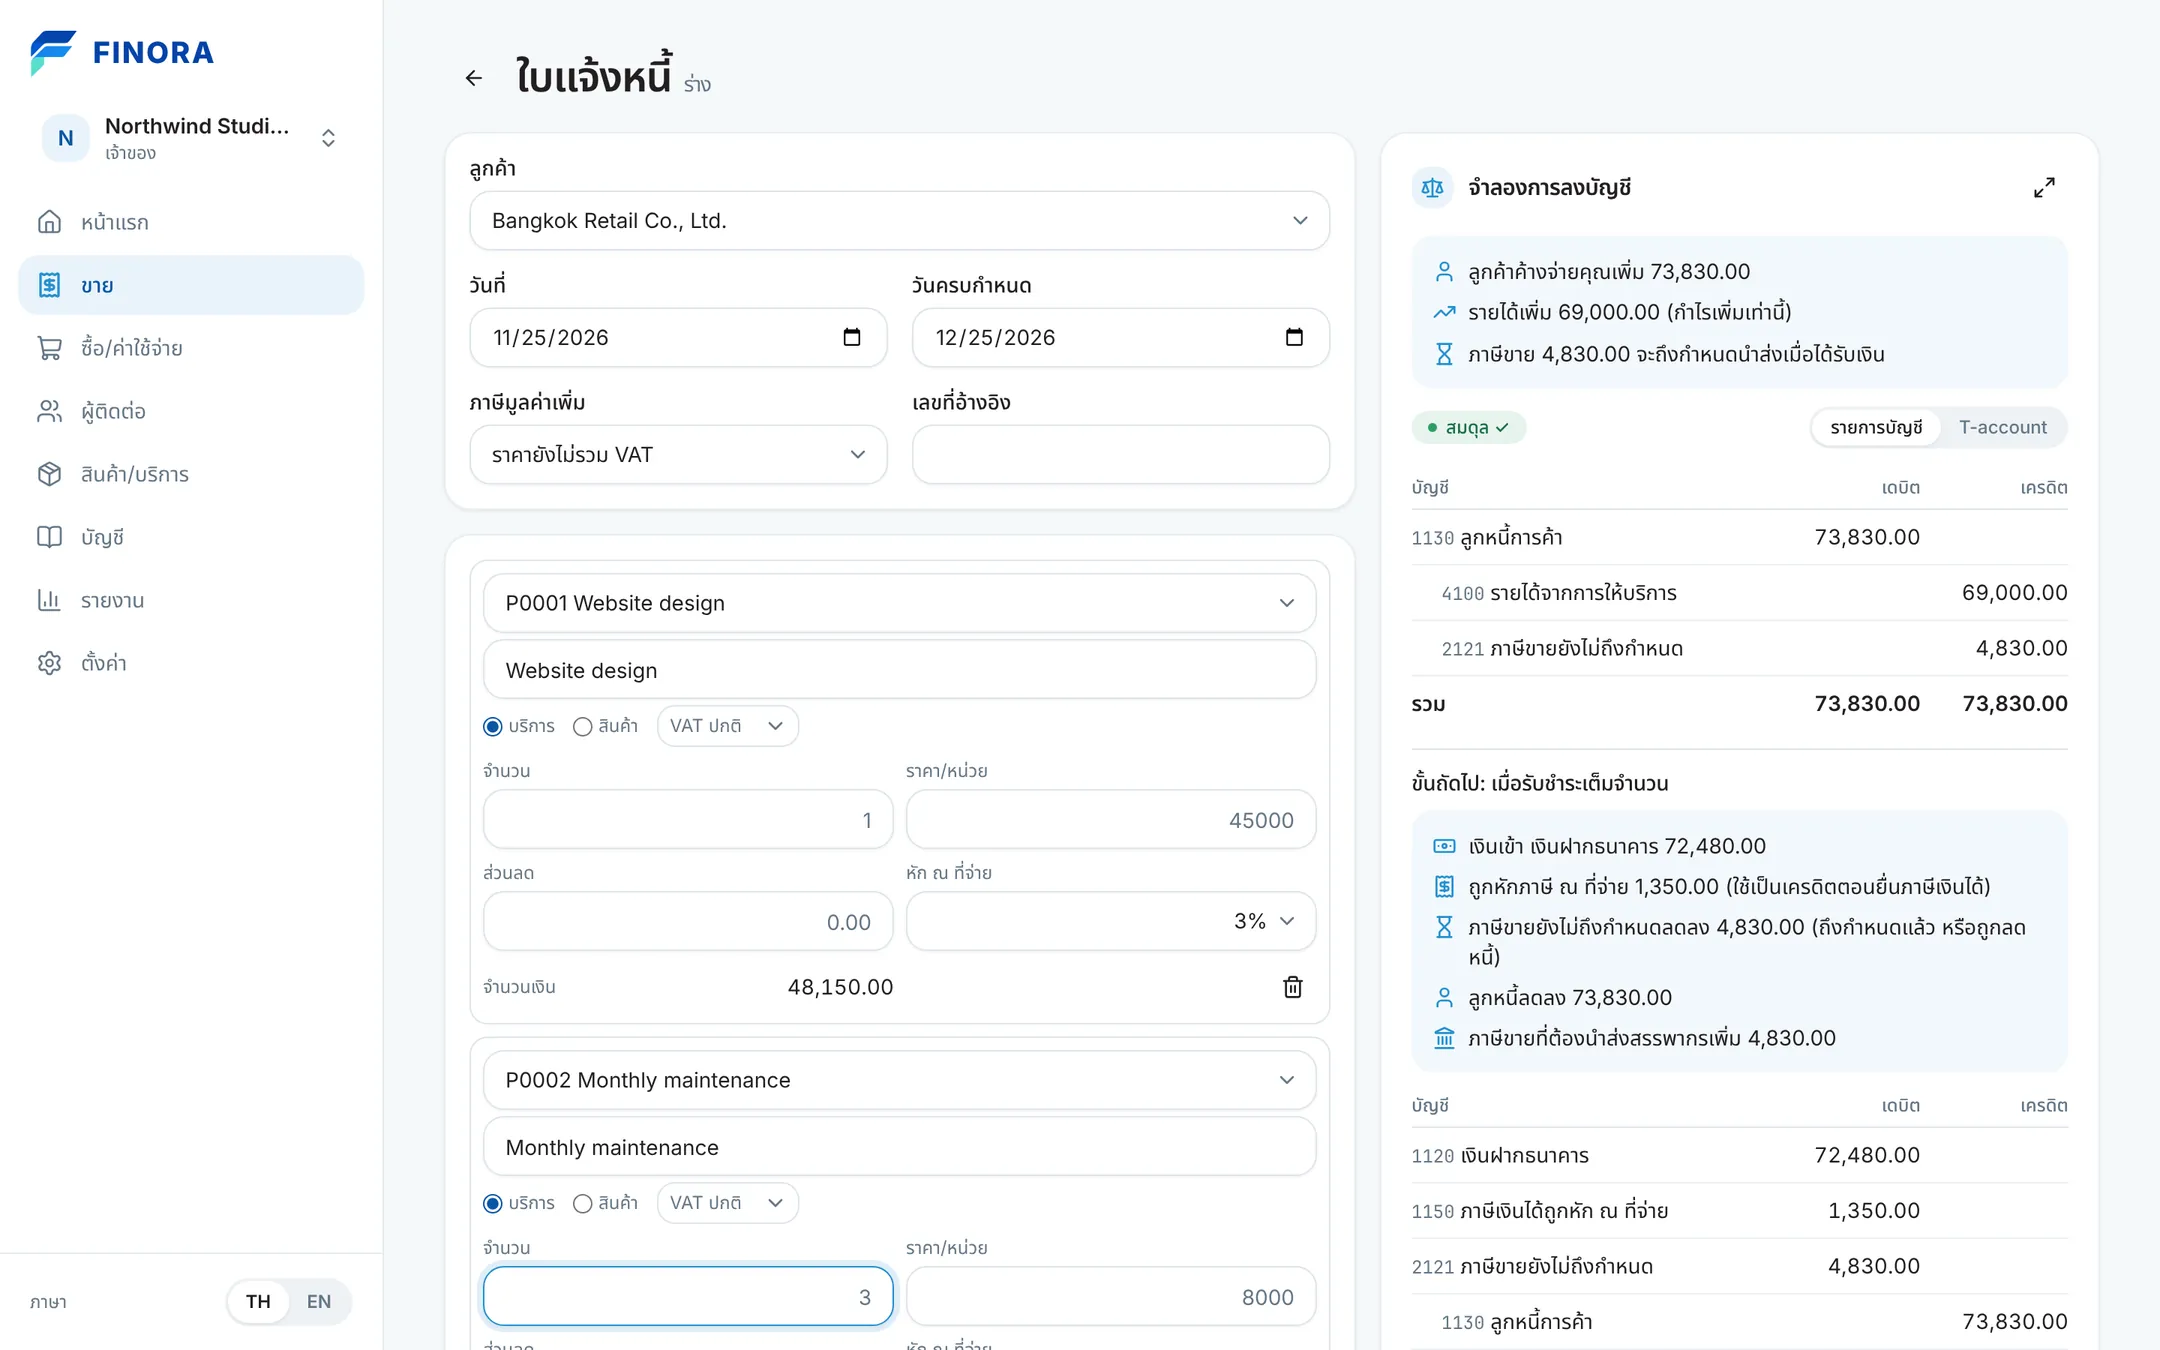 FINORA
N
Northwind Studi...
เจ้าของ
หน้าแรก
ขาย
ซื้อ/ค่าใช้จ่าย
ผู้ติดต่อ
สินค้า/บริการ
บัญชี
รายงาน
ตั้งค่า
ภาษา
TH EN
ใบแจ้งหนี้ ร่าง
ลูกค้า
Bangkok Retail Co., Ltd.
วันที่ วันครบกำหนด
11/25/2026 12/25/2026
ภาษีมูลค่าเพิ่ม เลขที่อ้างอิง
ราคายังไม่รวม VAT
P0001 Website design
Website design
บริการ สินค้า VAT ปกติ
จำนวน ราคา/หน่วย
1 45000
ส่วนลด หัก ณ ที่จ่าย
0.00 3%
จำนวนเงิน 48,150.00
P0002 Monthly maintenance
Monthly maintenance
บริการ สินค้า VAT ปกติ
จำนวน ราคา/หน่วย
3 8000
ส่วนลด หัก ณ ที่จ่าย
จำลองการลงบัญชี
ลูกค้าค้างจ่ายคุณเพิ่ม 73,830.00
รายได้เพิ่ม 69,000.00 (กำไรเพิ่มเท่านี้)
ภาษีขาย 4,830.00 จะถึงกำหนดนำส่งเมื่อได้รับเงิน
สมดุล ✓ รายการบัญชี T-account
บัญชี เดบิต เครดิต
1130 ลูกหนี้การค้า 73,830.00
4100 รายได้จากการให้บริการ 69,000.00
2121 ภาษีขายยังไม่ถึงกำหนด 4,830.00
รวม 73,830.00 73,830.00
ขั้นถัดไป: เมื่อรับชำระเต็มจำนวน
เงินเข้า เงินฝากธนาคาร 72,480.00
ถูกหักภาษี ณ ที่จ่าย 1,350.00 (ใช้เป็นเครดิตตอนยื่นภาษีเงินได้)
ภาษีขายยังไม่ถึงกำหนดลดลง 4,830.00 (ถึงกำหนดแล้ว หรือถูกลด
หนี้)
ลูกหนี้ลดลง 73,830.00
ภาษีขายที่ต้องนำส่งสรรพากรเพิ่ม 4,830.00
บัญชี เดบิต เครดิต
1120 เงินฝากธนาคาร 72,480.00
1150 ภาษีเงินได้ถูกหัก ณ ที่จ่าย 1,350.00
2121 ภาษีขายยังไม่ถึงกำหนด 4,830.00
1130 ลูกหนี้การค้า 73,830.00